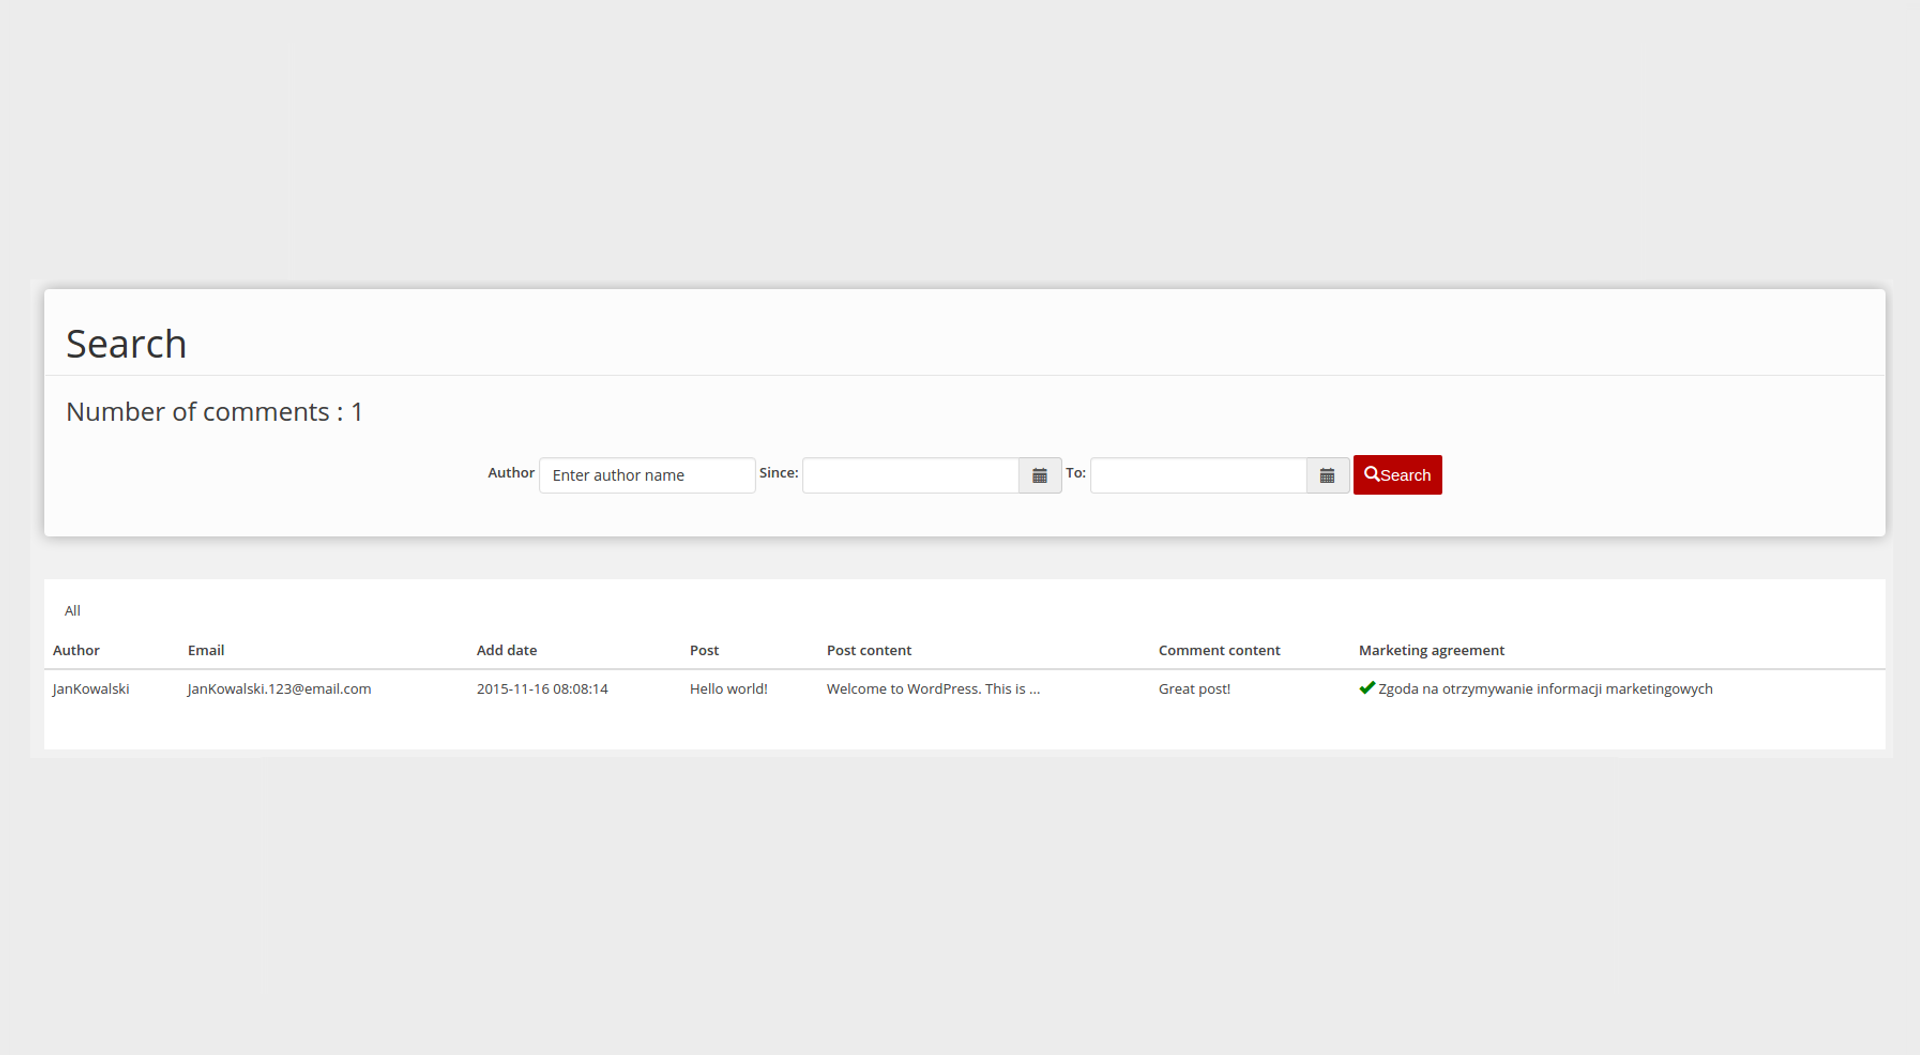 Search
Number of comments : 1
Author Enter author name Since: To: Search
All
Author Email Add date Post Post content Comment content Marketing agreement
JanKowalski JanKowalski.123@email.com 2015-11-16 08:08:14 Hello world! Welcome to WordPress. This is ... Great post! Zgoda na otrzymywanie informacji marketingowych